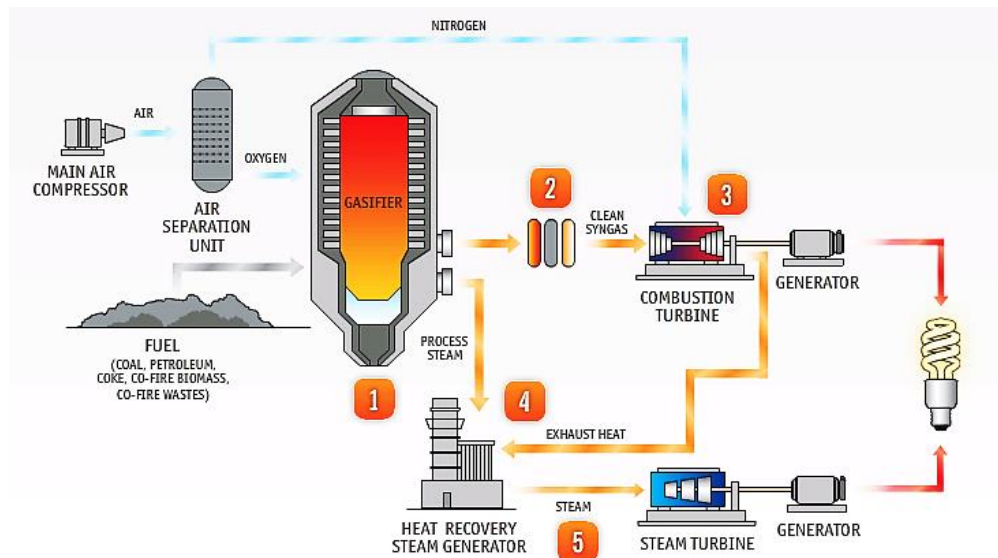 NITROGEN
AIR
MAIN AIR
COMPRESSOR
OXYGEN
AIR
SEPARATION
UNIT
GASIFIER
2
CLEAN
SYNGAS
3
COMBUSTION
TURBINE
GENERATOR
FUEL
(COAL, PETROLEUM,
COKE, CO-FIRE BIOMASS,
CO-FIRE WASTES)
1
PROCESS
STEAM
4
EXHAUST HEAT
HEAT RECOVERY
STEAM GENERATOR
STEAM
5
STEAM TURBINE
GENERATOR